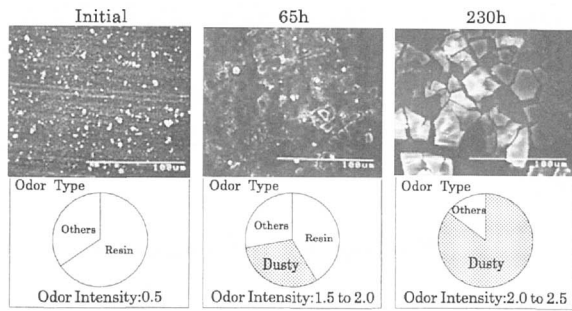 Initial
65h
230h
100um
100um
100um
Odor Type
Others
Resin
Odor Intensity:0.5
Odor Type
Others
Resin
Dusty
Odor Intensity:1.5 to 2.0
Odor Type
Others
Dusty
Odor Intensity:2.0 to 2.5